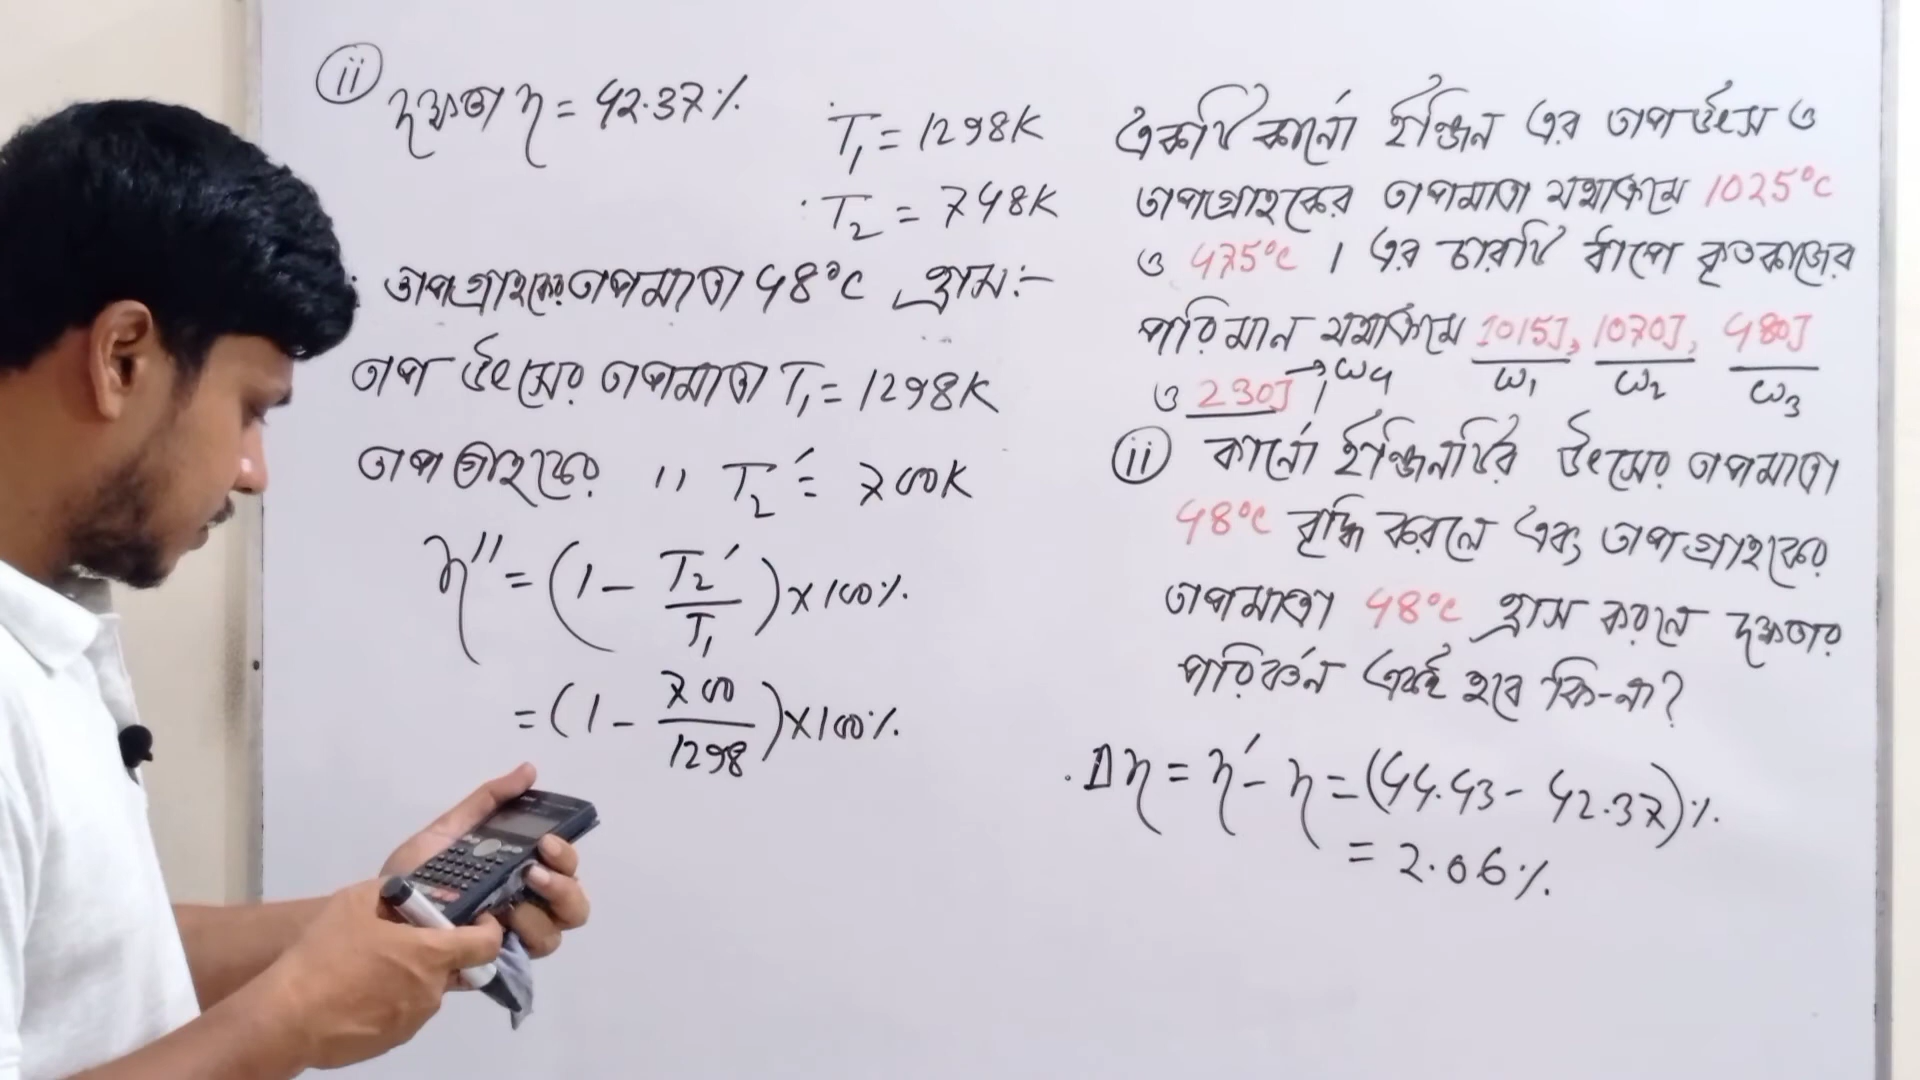 ii
দক্ষতা η = 42.37%
T₁ = 1298K
T₂ = 748K
তাপগ্রাহকের তাপমাত্রা 48°C হ্রাস:-
তাপ উৎসের তাপমাত্রা T₁ = 1298K
তাপ গ্রাহকের " T₂′ = 700K
η″ = (1 - T₂′/T₁) × 100%.
= (1 - 700/1298) × 100%.
একটি কার্নো ইঞ্জিন এর তাপ উৎস ও
তাপগ্রাহকের তাপমাত্রা যথাক্রমে 1025°C
ও 475°C । এর চারটি ধাপে কৃতকাজের
পরিমান যথাক্রমে 1015J, 1070J, 480J
ω₁ ω₂ ω₃
ও 230J → ω₄ ।
ii কার্নো ইঞ্জিনটির উৎসের তাপমাত্রা
48°C বৃদ্ধি করলে এবং তাপগ্রাহকের
তাপমাত্রা 48°C হ্রাস করলে দক্ষতার
পরিবর্তন একই হবে কি-না?
Δη = η′ - η = (44.43 - 42.37)%.
= 2.06%.